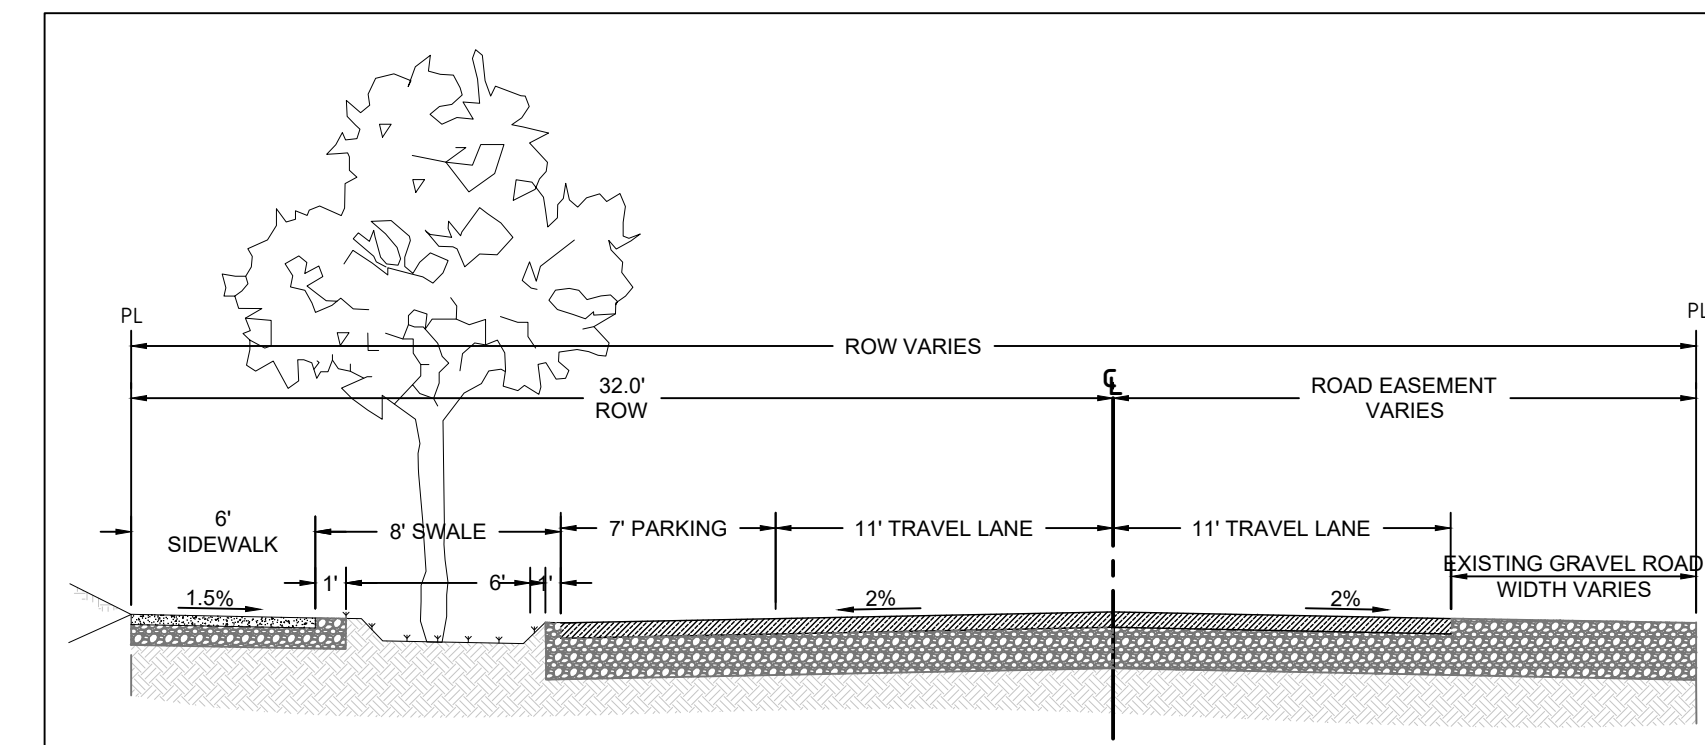 PL
PL
ROW VARIES
32.0'
ROW
℄
ROAD EASEMENT
VARIES
6'
SIDEWALK
8' SWALE
7' PARKING
11' TRAVEL LANE
11' TRAVEL LANE
EXISTING GRAVEL ROAD
WIDTH VARIES
1'
6'
1'
1.5%
2%
2%